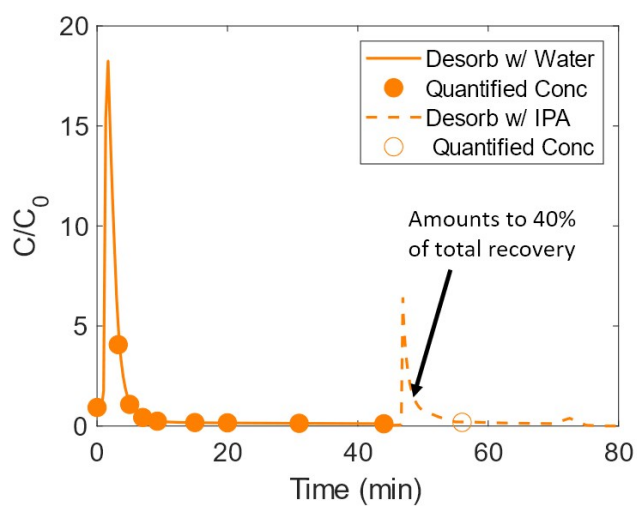 20
15
10
5
0
C/C0
0
20
40
60
80
Time (min)
Desorb w/ Water
Quantified Conc
Desorb w/ IPA
Quantified Conc
Amounts to 40%
of total recovery